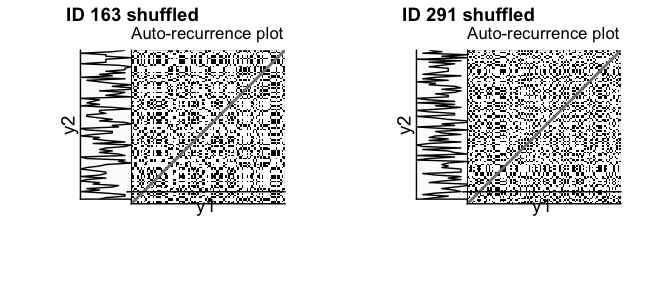 ID 163 shuffled
Auto-recurrence plot
y2
y1
ID 291 shuffled
Auto-recurrence plot
y2
y1